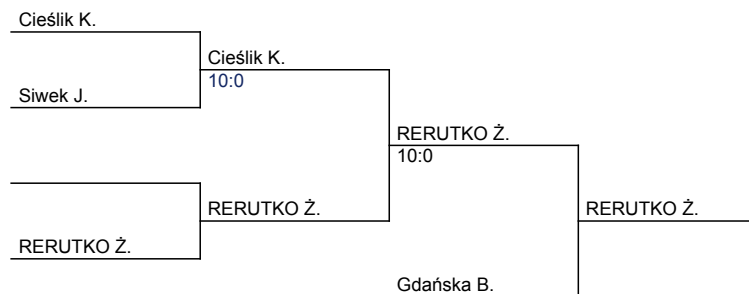 Cieślik K.
Cieślik K.
10:0
Siwek J.
RERUTKO Ż.
10:0
RERUTKO Ż.
RERUTKO Ż.
RERUTKO Ż.
Gdańska B.